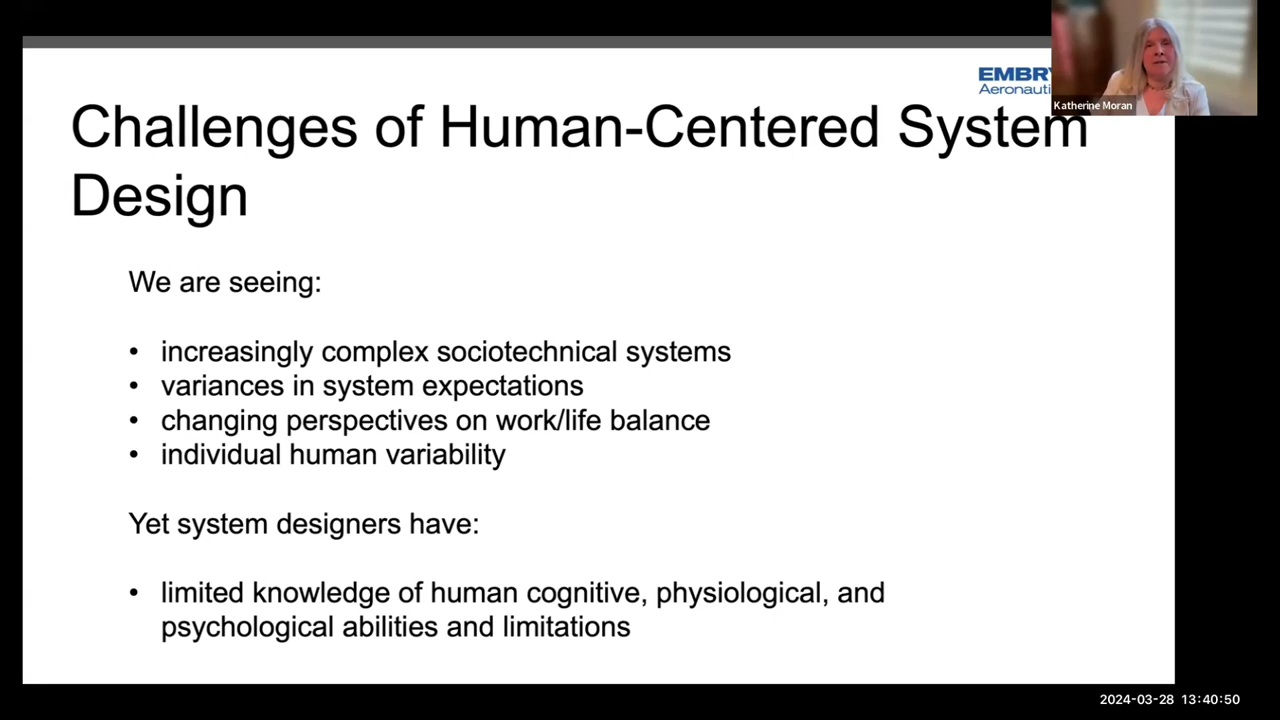 EMBRY
Aeronauti
Katherine Moran
Challenges of Human-Centered System
Design
We are seeing:
• increasingly complex sociotechnical systems
• variances in system expectations
• changing perspectives on work/life balance
• individual human variability
Yet system designers have:
• limited knowledge of human cognitive, physiological, and
psychological abilities and limitations
2024-03-28 13:40:50